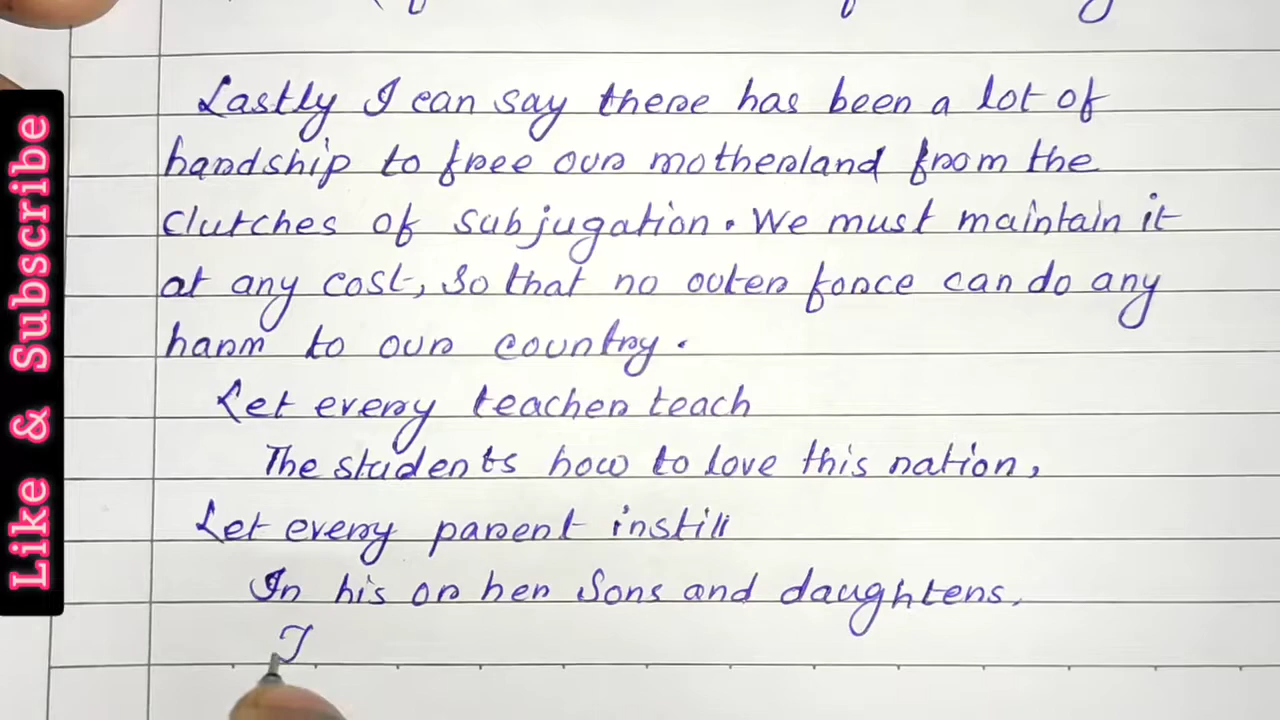 Lastly I can say there has been a lot of
hardship to free our motherland from the
clutches of subjugation. We must maintain it
at any cost, so that no outer force can do any
harm to our country.
Let every teacher teach
The students how to love this nation,
Let every parent instill
In his or her Sons and daughters,
I
Like & Subscribe